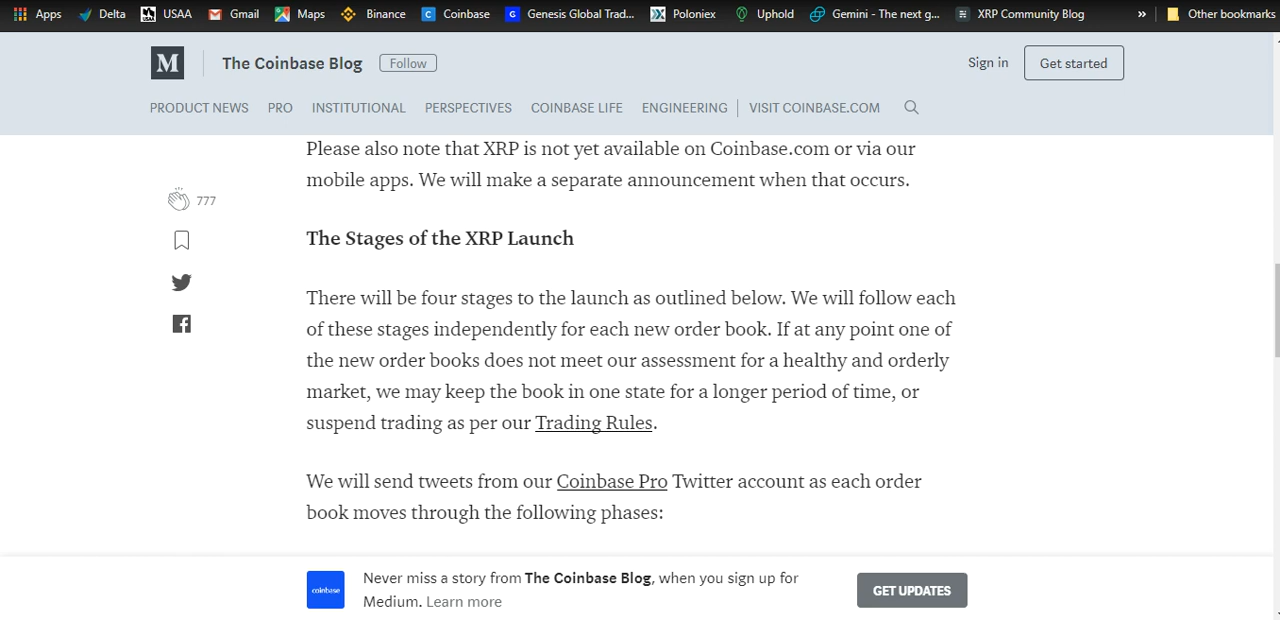 Apps Delta USAA Gmail Maps Binance Coinbase Genesis Global Trad... Poloniex Uphold Gemini - The next g... XRP Community Blog » Other bookmarks
M The Coinbase Blog Follow Sign in Get started
PRODUCT NEWS PRO INSTITUTIONAL PERSPECTIVES COINBASE LIFE ENGINEERING VISIT COINBASE.COM
Please also note that XRP is not yet available on Coinbase.com or via our
mobile apps. We will make a separate announcement when that occurs.
777
The Stages of the XRP Launch
There will be four stages to the launch as outlined below. We will follow each
of these stages independently for each new order book. If at any point one of
the new order books does not meet our assessment for a healthy and orderly
market, we may keep the book in one state for a longer period of time, or
suspend trading as per our Trading Rules.
We will send tweets from our Coinbase Pro Twitter account as each order
book moves through the following phases:
coinbase
Never miss a story from The Coinbase Blog, when you sign up for
Medium. Learn more
GET UPDATES